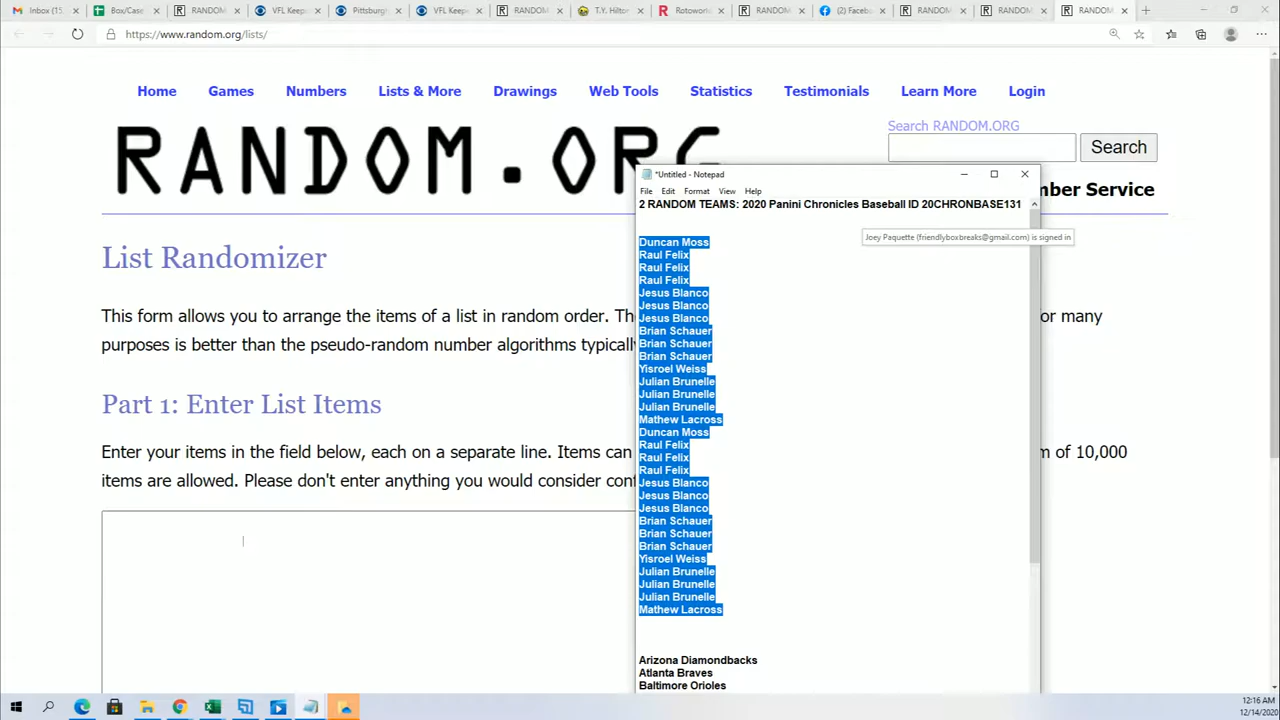 Inbox (15.
Box/Case
RANDOM.
VFL Keep
Pittsburgh
VFL Keep
RANDOM.
T.Y. Hilton
Rotoworl
RANDOM.
(2) Faceb
RANDOM.
RANDOM.
RANDOM.
https://www.random.org/lists/
Home
Games
Numbers
Lists & More
Drawings
Web Tools
Statistics
Testimonials
Learn More
Login
RANDOM.ORG
Search RANDOM.ORG
Search
mber Service
*Untitled - Notepad
File Edit Format View Help
2 RANDOM TEAMS: 2020 Panini Chronicles Baseball ID 20CHRONBASE131
Joey Paquette (friendlyboxbreaks@gmail.com) is signed in
Duncan Moss
Raul Felix
Raul Felix
Raul Felix
Jesus Blanco
Jesus Blanco
Jesus Blanco
Brian Schauer
Brian Schauer
Brian Schauer
Yisroel Weiss
Julian Brunelle
Julian Brunelle
Julian Brunelle
Mathew Lacross
Duncan Moss
Raul Felix
Raul Felix
Raul Felix
Jesus Blanco
Jesus Blanco
Jesus Blanco
Brian Schauer
Brian Schauer
Brian Schauer
Yisroel Weiss
Julian Brunelle
Julian Brunelle
Julian Brunelle
Mathew Lacross
Arizona Diamondbacks
Atlanta Braves
Baltimore Orioles
List Randomizer
This form allows you to arrange the items of a list in random order. Th
or many
purposes is better than the pseudo-random number algorithms typically
Part 1: Enter List Items
Enter your items in the field below, each on a separate line. Items can
m of 10,000
items are allowed. Please don't enter anything you would consider con
12:16 AM
12/14/2020